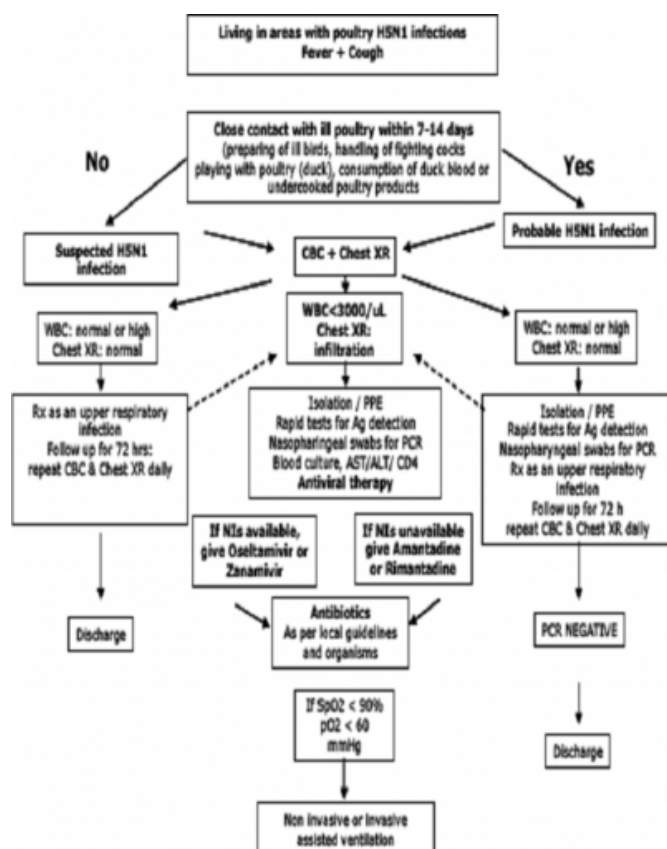 Living in areas with poultry H5N1 infections
Fever + Cough
Close contact with ill poultry within 7-14 days
(preparing of ill birds, handling of fighting cocks
playing with poultry (duck), consumption of duck blood or
undercooked poultry products
No
Yes
Suspected H5N1
infection
CBC + Chest XR
Probable H5N1 infection
WBC: normal or high
Chest XR: normal
WBC<3000/uL
Chest XR:
infiltration
WBC: normal or high
Chest XR: normal
Rx as an upper respiratory
infection
Follow up for 72 hrs:
repeat CBC & Chest XR daily
Isolation / PPE
Rapid tests for Ag detection
Nasopharingeal swabs for PCR
Blood culture, AST/ALT/ CD4
Antiviral therapy
Isolation / PPE
Rapid tests for Ag detection
Nasopharyngeal swabs for PCR
Rx as an upper respiratory
infection
Follow up for 72 h
repeat CBC & Chest XR daily
If NIs available,
give Oseltamivir or
Zanamivir
If NIs unavailable
give Amantadine
or Rimantadine
Discharge
Antibiotics
As per local guidelines
and organisms
PCR NEGATIVE
If SpO2 < 90%
pO2 < 60
mmHg
Discharge
Non invasive or invasive
assisted ventilation